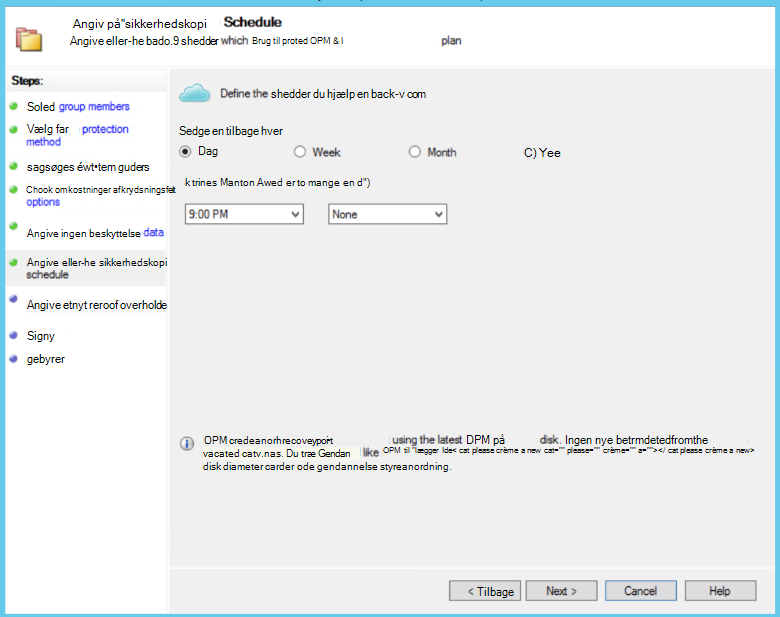 Angiv på"sikkerhedskopi Schedule
Angive eller-he bado.9 shedder which Brug til proted OPM & l plan
Steps:
Soled group members
Vælg før protection
method
sagsøges éwt•tem guders
Chook omkostninger afkrydsningsfet
options
Angive ingen beskyttelse data
Angive eller-he sikkerhedskopi
schedule
Angive etnyt reroof overholde
Signy
gebyrer
Define the shedder du hjælp en back-v com
Sedge en tilbage hver
Dag Week Month C) Yee
k trines Manton Awed er to mange en d")
9:00 PM None
OPM credeanorhrecoveyport using the latest DPM på disk. Ingen nye betrmdetedfromthe
vacated catv.nas. Du træ Gendan like OPM til "lægger lde< cat please crème a new cat="" please="" crème="" a=""></ cat please crème a new>
disk diameter carder ode gendannelse styreanordning.
< Tilbage Next > Cancel Help